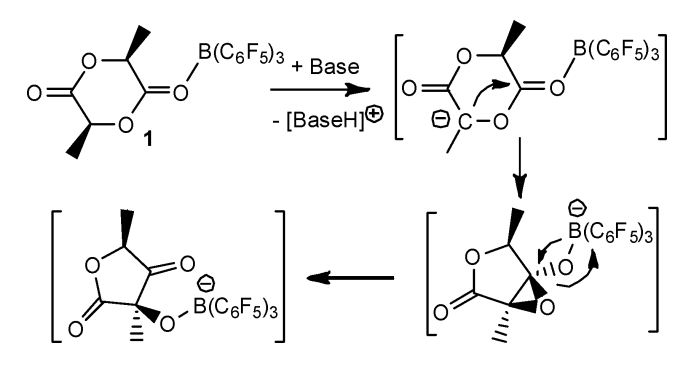 B(C6F5)3
O
O
O
O
1
+ Base
- [BaseH]⊕
B(C6F5)3
O
O
O
⊖ C
O
⊖
B(C6F5)3
O
O
O
O
O
O
⊖
B(C6F5)3
O
O